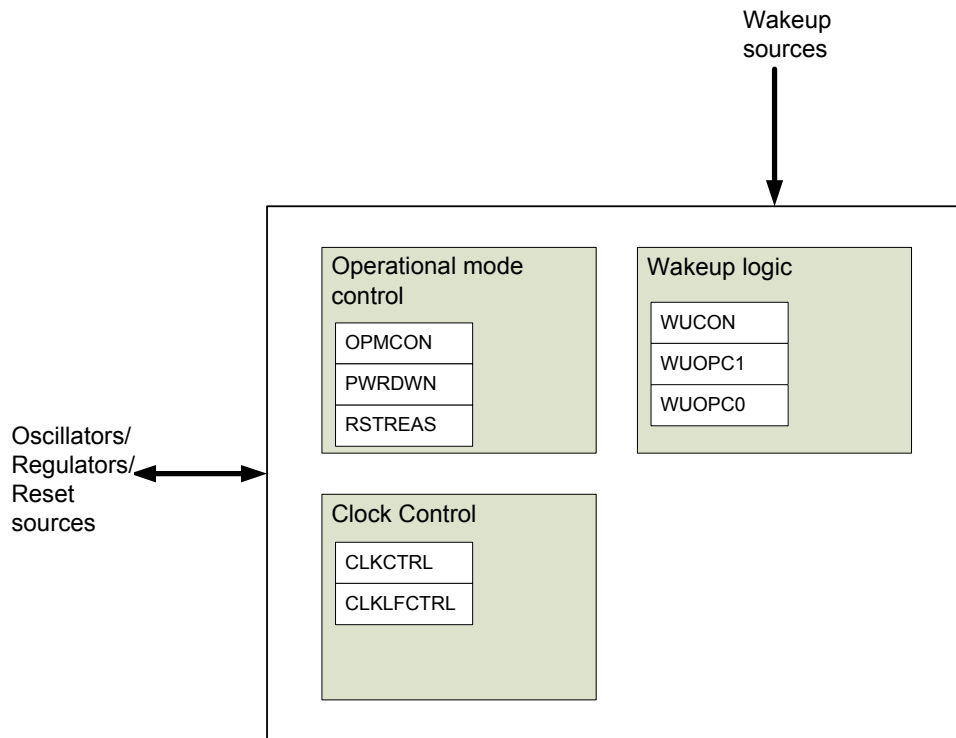 Wakeup
sources
Operational mode
control
OPMCON
PWRDWN
RSTREAS
Wakeup logic
WUCON
WUOPC1
WUOPC0
Oscillators/
Regulators/
Reset
sources
Clock Control
CLKCTRL
CLKLFCTRL